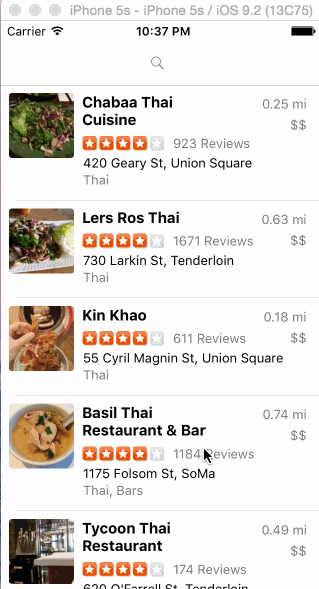 iPhone 5s - iPhone 5s / iOS 9.2 (13C75)
Carrier 10:37 PM
Chabaa Thai 0.25 mi
Cuisine $$
923 Reviews
420 Geary St, Union Square
Thai
Lers Ros Thai 0.63 mi
1671 Reviews $$
730 Larkin St, Tenderloin
Thai
Kin Khao 0.18 mi
611 Reviews $$
55 Cyril Magnin St, Union Square
Thai
Basil Thai 0.74 mi
Restaurant & Bar $$
1184 Reviews
1175 Folsom St, SoMa
Thai, Bars
Tycoon Thai 0.49 mi
Restaurant $$
174 Reviews
620 O'Farrell St, Tenderloin